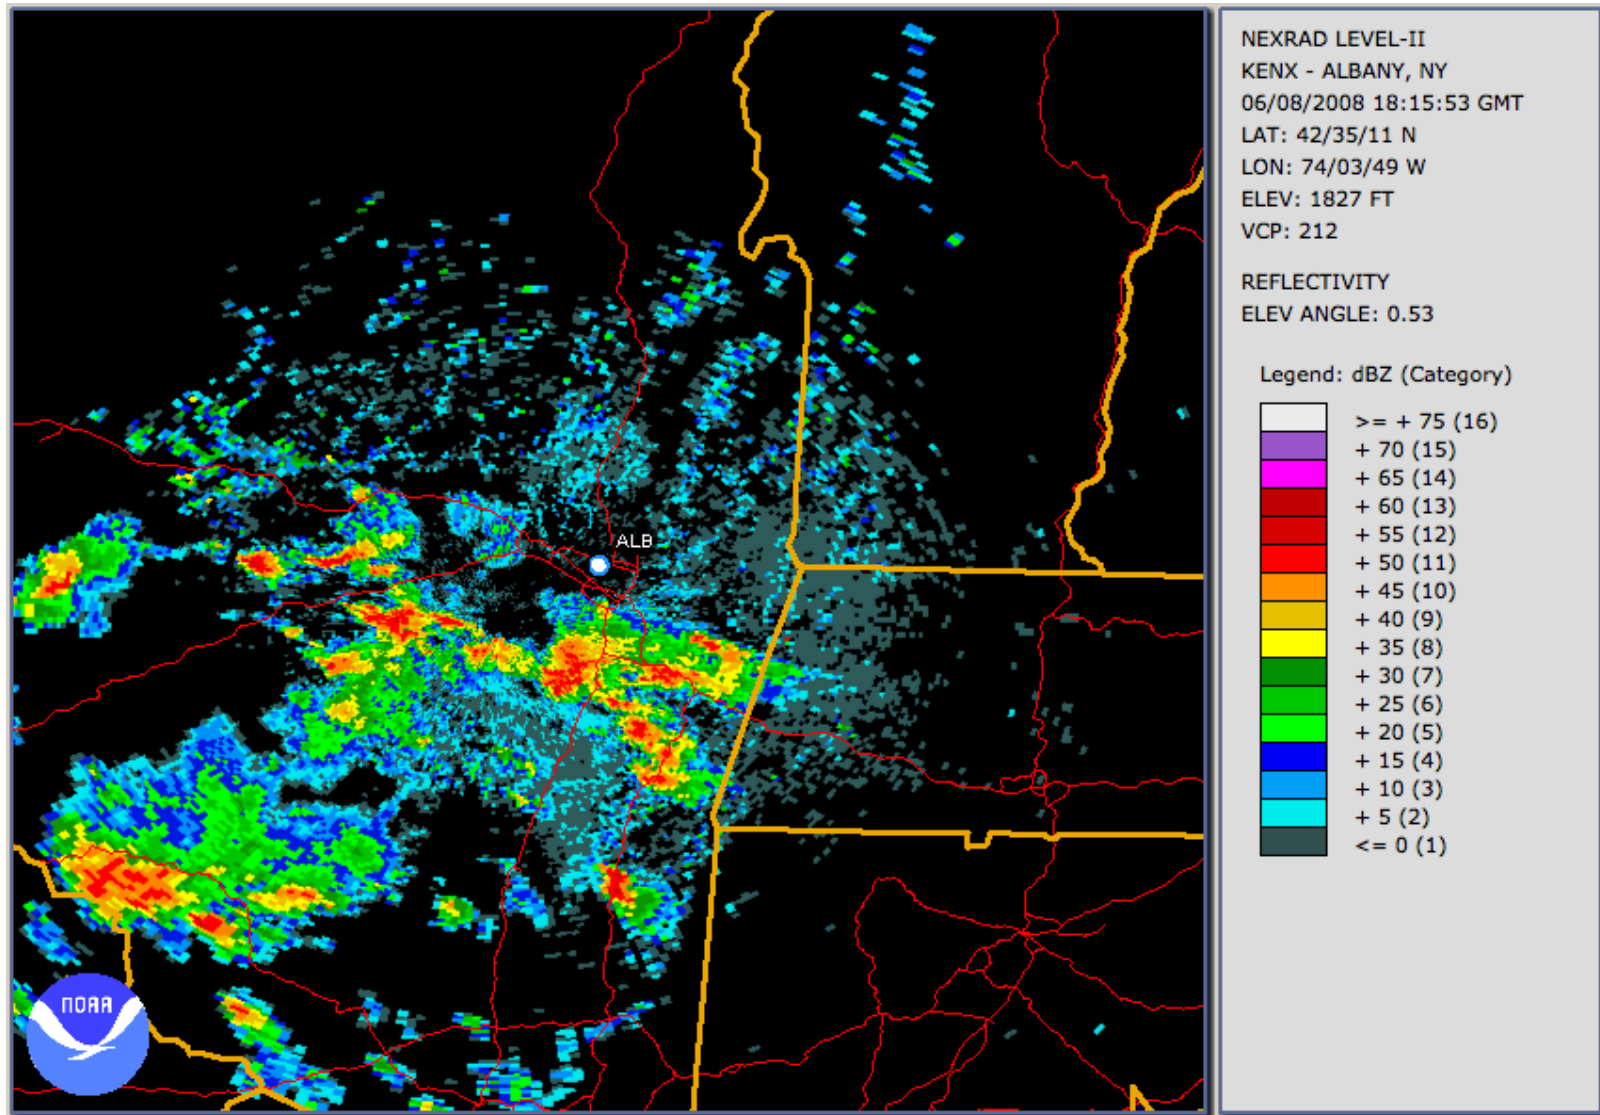 NEXRAD LEVEL-II
KENX - ALBANY, NY
06/08/2008 18:15:53 GMT
LAT: 42/35/11 N
LON: 74/03/49 W
ELEV: 1827 FT
VCP: 212
REFLECTIVITY
ELEV ANGLE: 0.53
Legend: dBZ (Category)
>= + 75 (16)
+ 70 (15)
+ 65 (14)
+ 60 (13)
+ 55 (12)
+ 50 (11)
+ 45 (10)
+ 40 (9)
+ 35 (8)
+ 30 (7)
+ 25 (6)
+ 20 (5)
+ 15 (4)
+ 10 (3)
+ 5 (2)
<= 0 (1)
ALB
NOAA